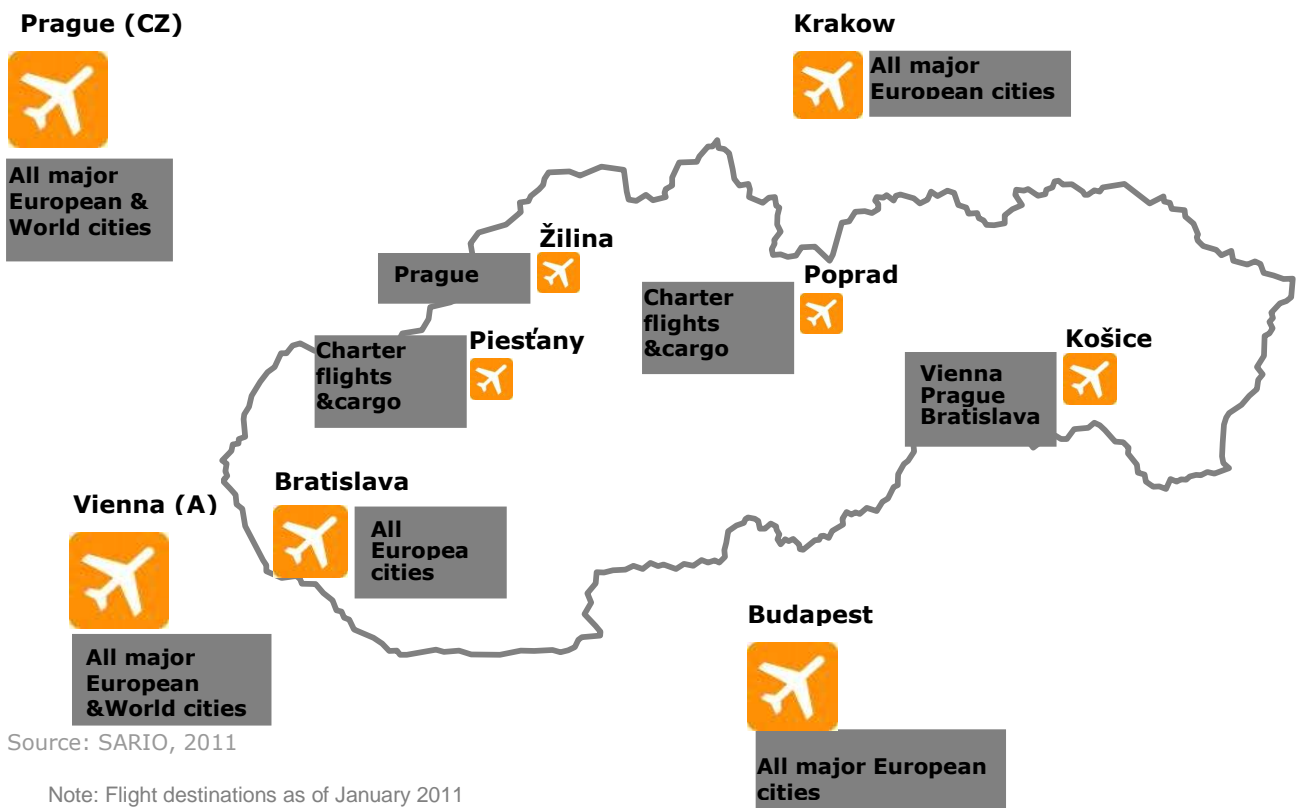 Prague (CZ)
All major
European &
World cities
Krakow
All major
European cities
Žilina
Prague
Poprad
Charter
flights
&cargo
Piesťany
Charter
flights
&cargo
Košice
Vienna
Prague
Bratislava
Bratislava
All
Europea
cities
Vienna (A)
All major
European
&World cities
Budapest
All major European
cities
Source: SARIO, 2011
Note: Flight destinations as of January 2011